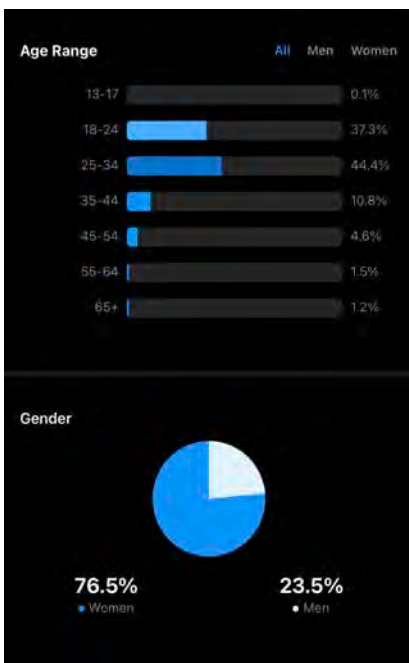 Age Range All Men Women
13-17 0.1%
18-24 37.3%
25-34 44.4%
35-44 10.8%
45-54 4.6%
55-64 1.5%
65+ 1.2%
Gender
76.5% 23.5%
Women Men